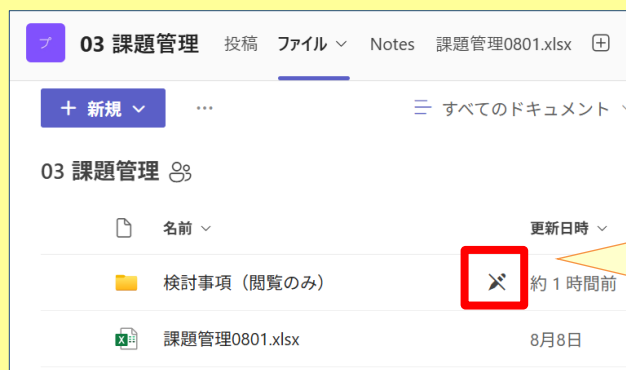 プ 03 課題管理 投稿 ファイル Notes 課題管理0801.xlsx
+ 新規 … すべてのドキュメント
03 課題管理
名前 更新日時
検討事項（閲覧のみ） 約 1 時間前
課題管理0801.xlsx 8月8日